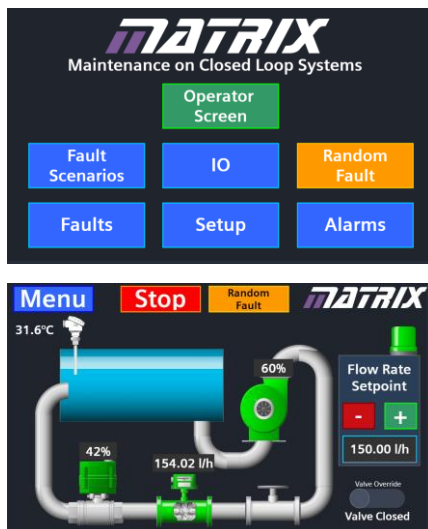 MATRIX
Maintenance on Closed Loop Systems
Operator
Screen
Fault
Scenarios
IO
Random
Fault
Faults
Setup
Alarms
Menu
Stop
Random
Fault
MATRIX
31.6°C
60%
Flow Rate
Setpoint
- +
42%
154.02 l/h
150.00 l/h
Valve Override
Valve Closed